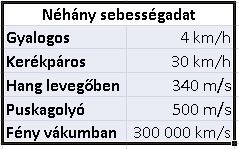 Néhány sebességadat
Gyalogos 4 km/h
Kerékpáros 30 km/h
Hang levegőben 340 m/s
Puskagolyó 500 m/s
Fény vákumban 300 000 km/s